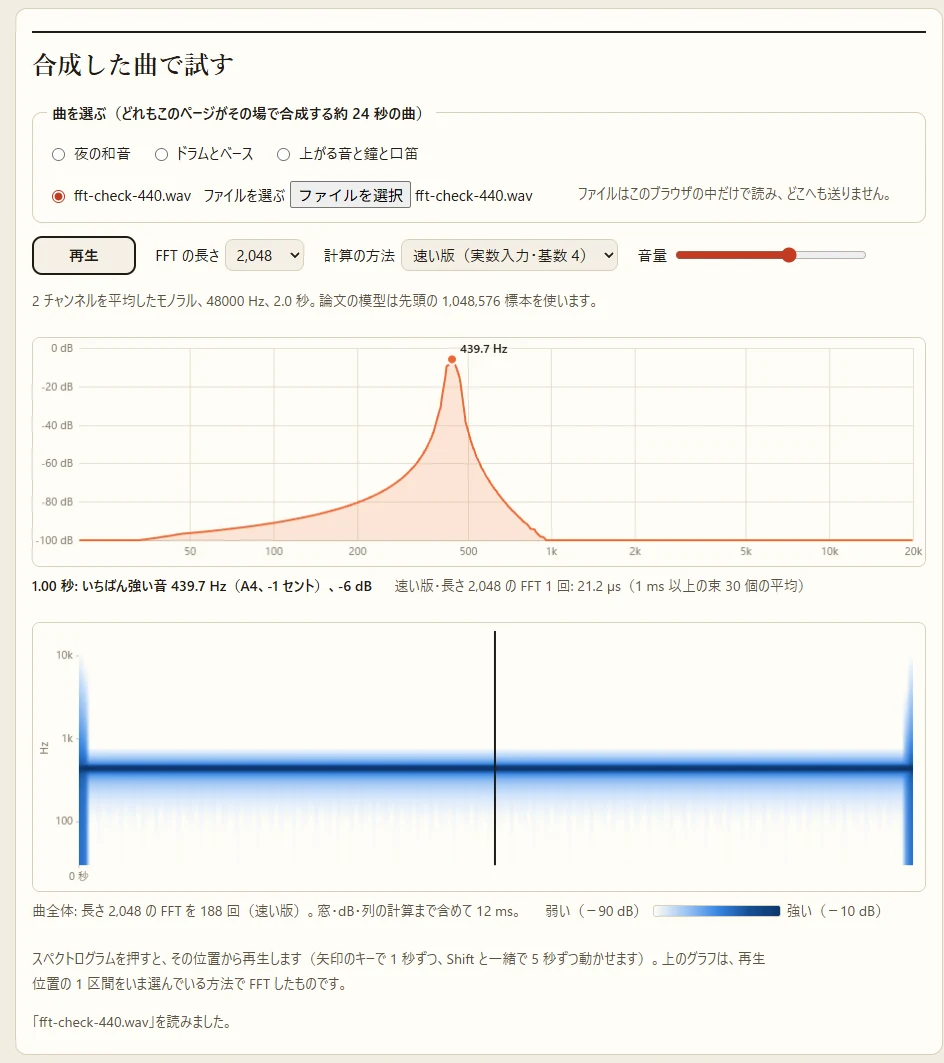 合成した曲で試す
曲を選ぶ（どれもこのページがその場で合成する約 24 秒の曲）
夜の和音 ドラムとベース 上がる音と鐘と口笛
fft-check-440.wav ファイルを選ぶ ファイルを選択 fft-check-440.wav ファイルはこのブラウザの中だけで読み、どこへも送りません。
再生 FFT の長さ 2,048 計算の方法 速い版（実数入力・基数 4） 音量
2 チャンネルを平均したモノラル、48000 Hz、2.0 秒。論文の模型は先頭の 1,048,576 標本を使います。
0 dB 439.7 Hz
-20 dB
-40 dB
-60 dB
-80 dB
-100 dB
50 100 200 500 1k 2k 5k 10k 20k
1.00 秒: いちばん強い音 439.7 Hz（A4、-1 セント）、-6 dB 速い版・長さ 2,048 の FFT 1 回: 21.2 µs（1 ms 以上の束 30 個の平均）
10k
1k
Hz
100
0 秒
曲全体: 長さ 2,048 の FFT を 188 回（速い版）。窓・dB・列の計算まで含めて 12 ms。 弱い（−90 dB） 強い（−10 dB）
スペクトログラムを押すと、その位置から再生します（矢印のキーで 1 秒ずつ、Shift と一緒で 5 秒ずつ動かせます）。上のグラフは、再生
位置の 1 区間をいま選んでいる方法で FFT したものです。
「fft-check-440.wav」を読みました。